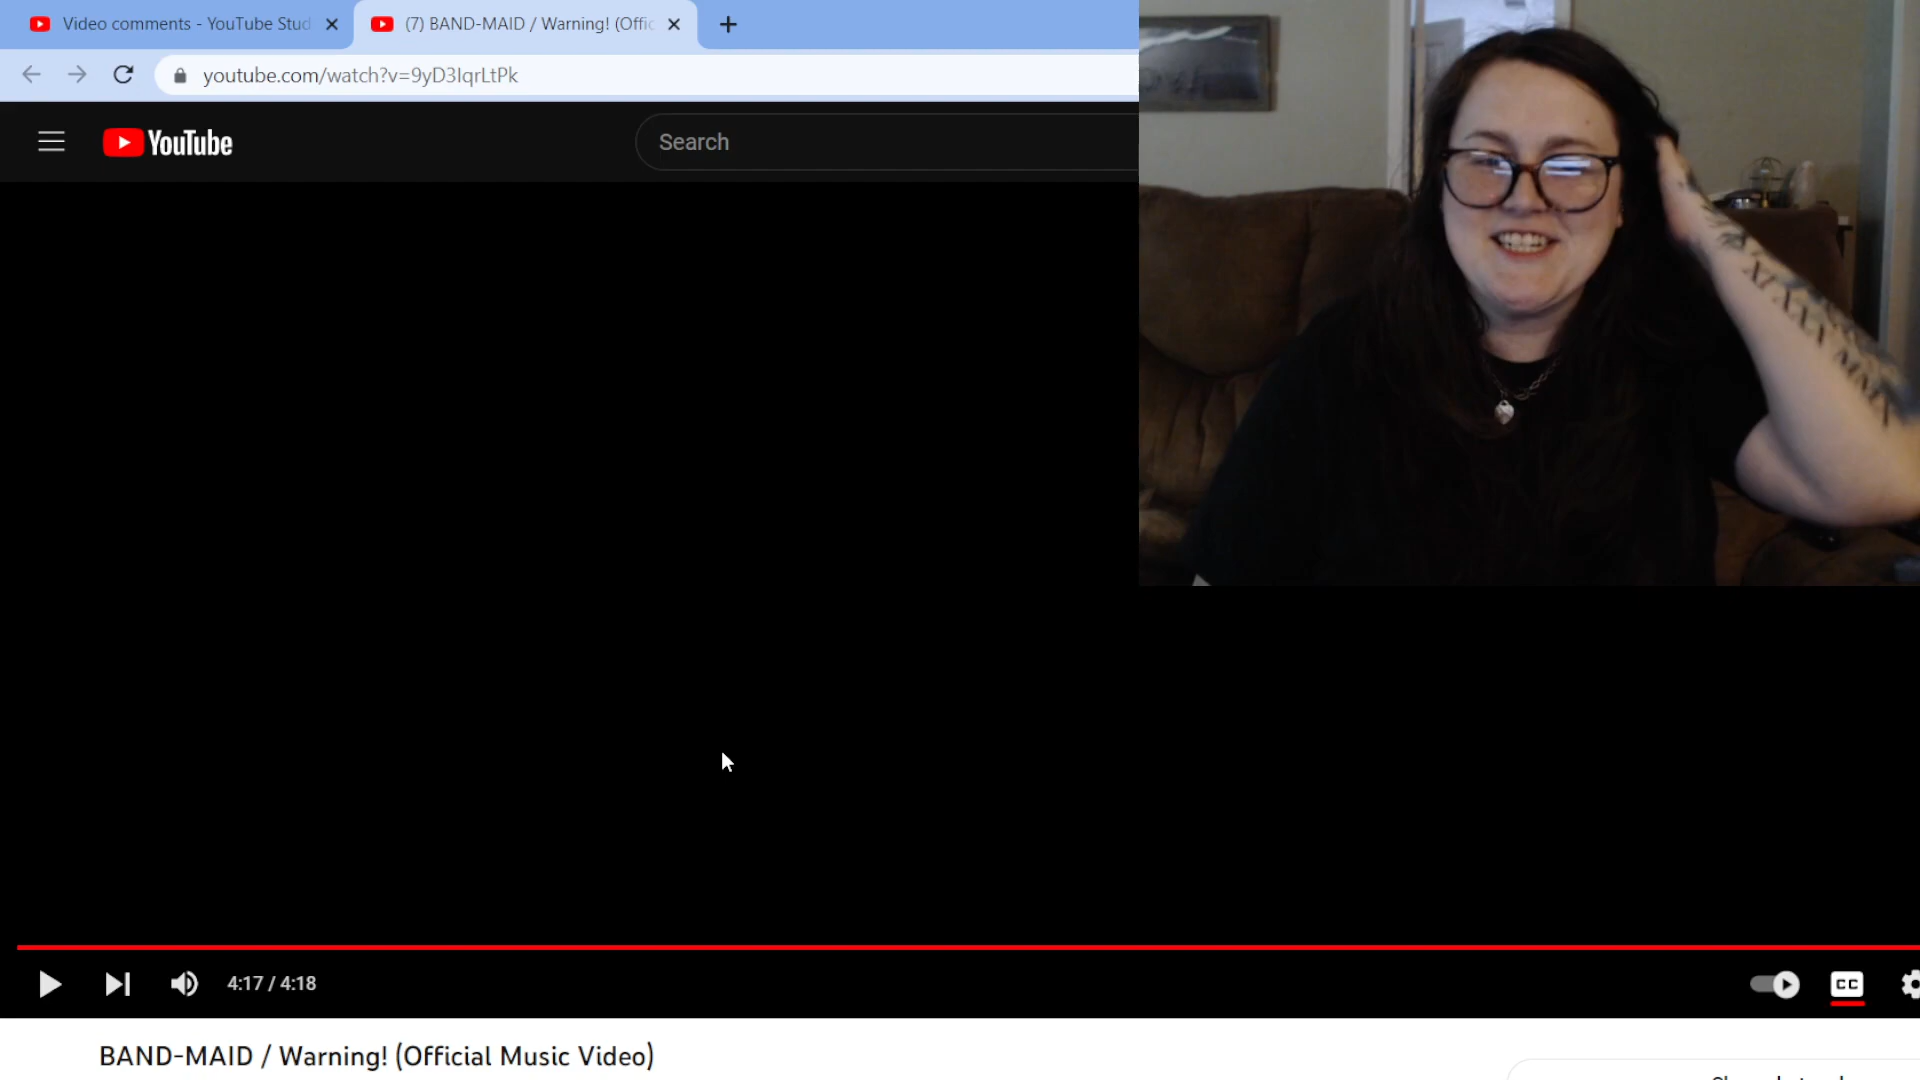 Video comments - YouTube Stud
(7) BAND-MAID / Warning! (Offic
youtube.com/watch?v=9yD3IqrLtPk
YouTube
Search
4:17 / 4:18
CC
BAND-MAID / Warning! (Official Music Video)